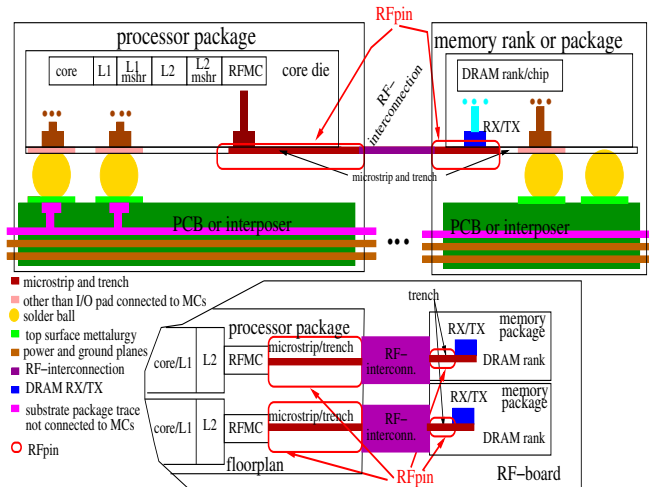 RFpin
processor package
memory rank or package
core
L1
L1 mshr
L2
L2 mshr
RFMC
core die
RF-
interconnection
DRAM rank/chip
RX/TX
microstrip and trench
PCB or interposer
PCB or interposer
microstrip and trench
other than I/O pad connected to MCs
solder ball
top surface mettalurgy
power and ground planes
RF-interconnection
DRAM RX/TX
substrate package trace
not connected to MCs
RFpin
trench
processor package
RX/TX
memory
package
core/L1
L2
RFMC
microstrip/trench
RF-
interconn.
DRAM rank
memory
package
core/L1
L2
RFMC
microstrip/trench
RF-
interconn.
RX/TX
DRAM rank
floorplan
RFpin
RF-board